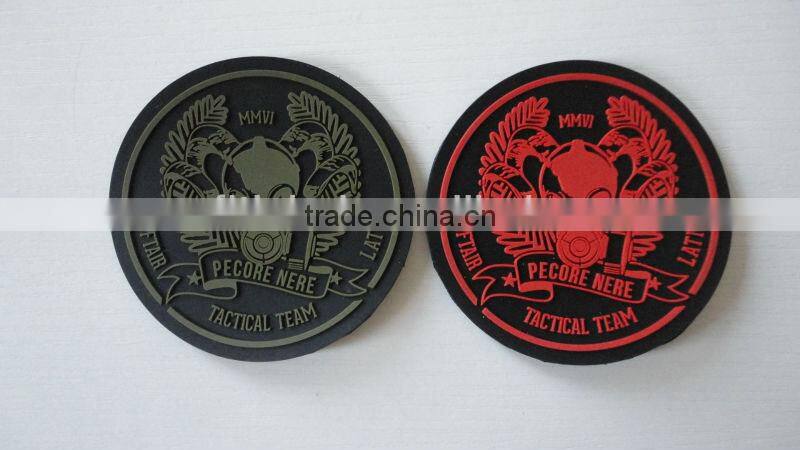 MMVI
PECORE NERE
TACTICAL TEAM
MMVI
PECORE NERE
TACTICAL TEAM
trade.china.cn